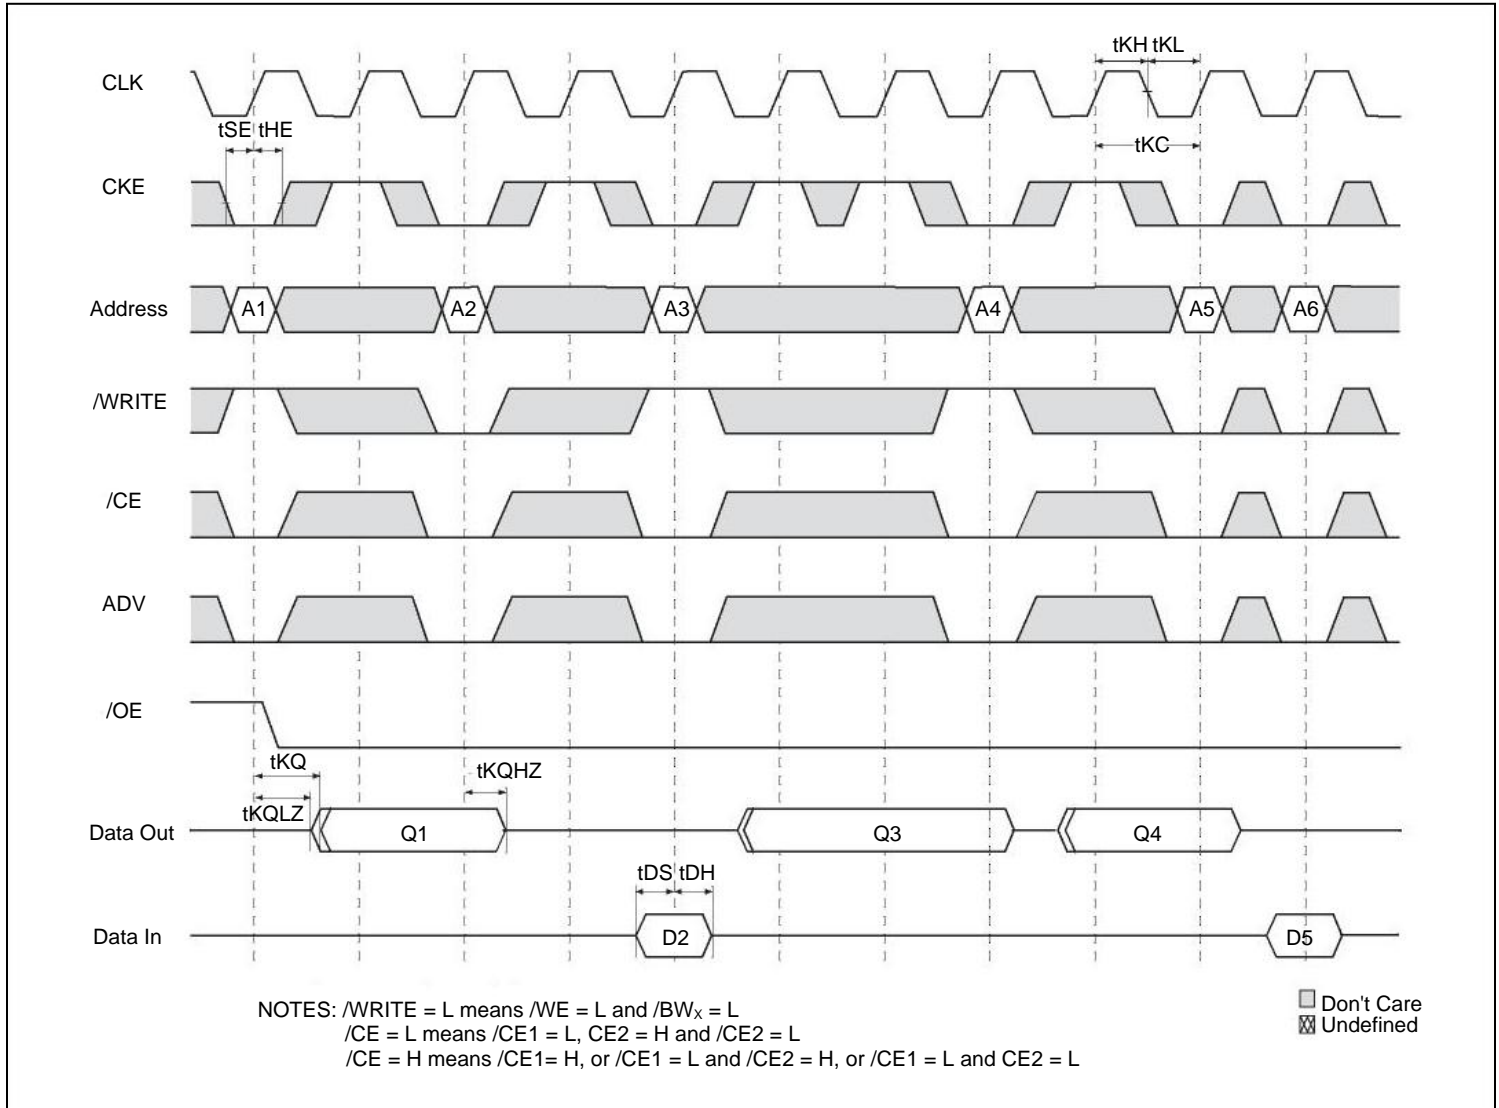 tKH tKL
CLK
tSE tHE
tKC
CKE
Address A1 A2 A3 A4 A5 A6
/WRITE
/CE
ADV
/OE
tKQ
tKQHZ
tKQLZ
Data Out Q1 Q3 Q4
tDS tDH
Data In D2 D5
NOTES: /WRITE = L means /WE = L and /BWX = L
/CE = L means /CE1 = L, CE2 = H and /CE2 = L
/CE = H means /CE1= H, or /CE1 = L and /CE2 = H, or /CE1 = L and CE2 = L
Don't Care
Undefined